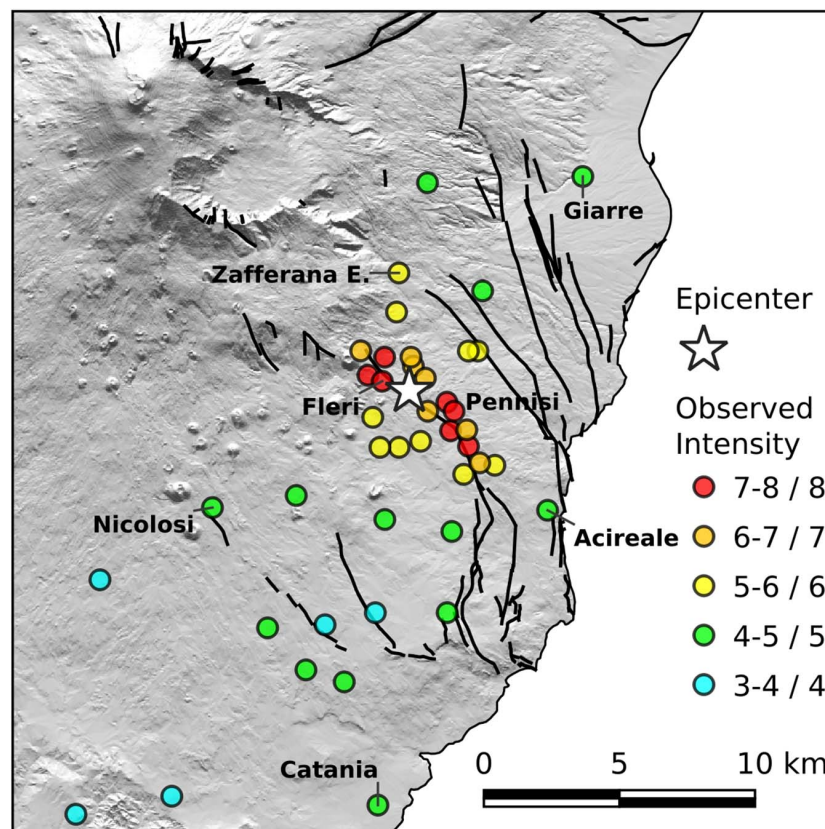 Giarre
Zafferana E.
Epicenter
Fleri
Pennisi
Observed
Intensity
7-8 / 8
6-7 / 7
5-6 / 6
4-5 / 5
3-4 / 4
Nicolosi
Acireale
Catania
0 5 10 km